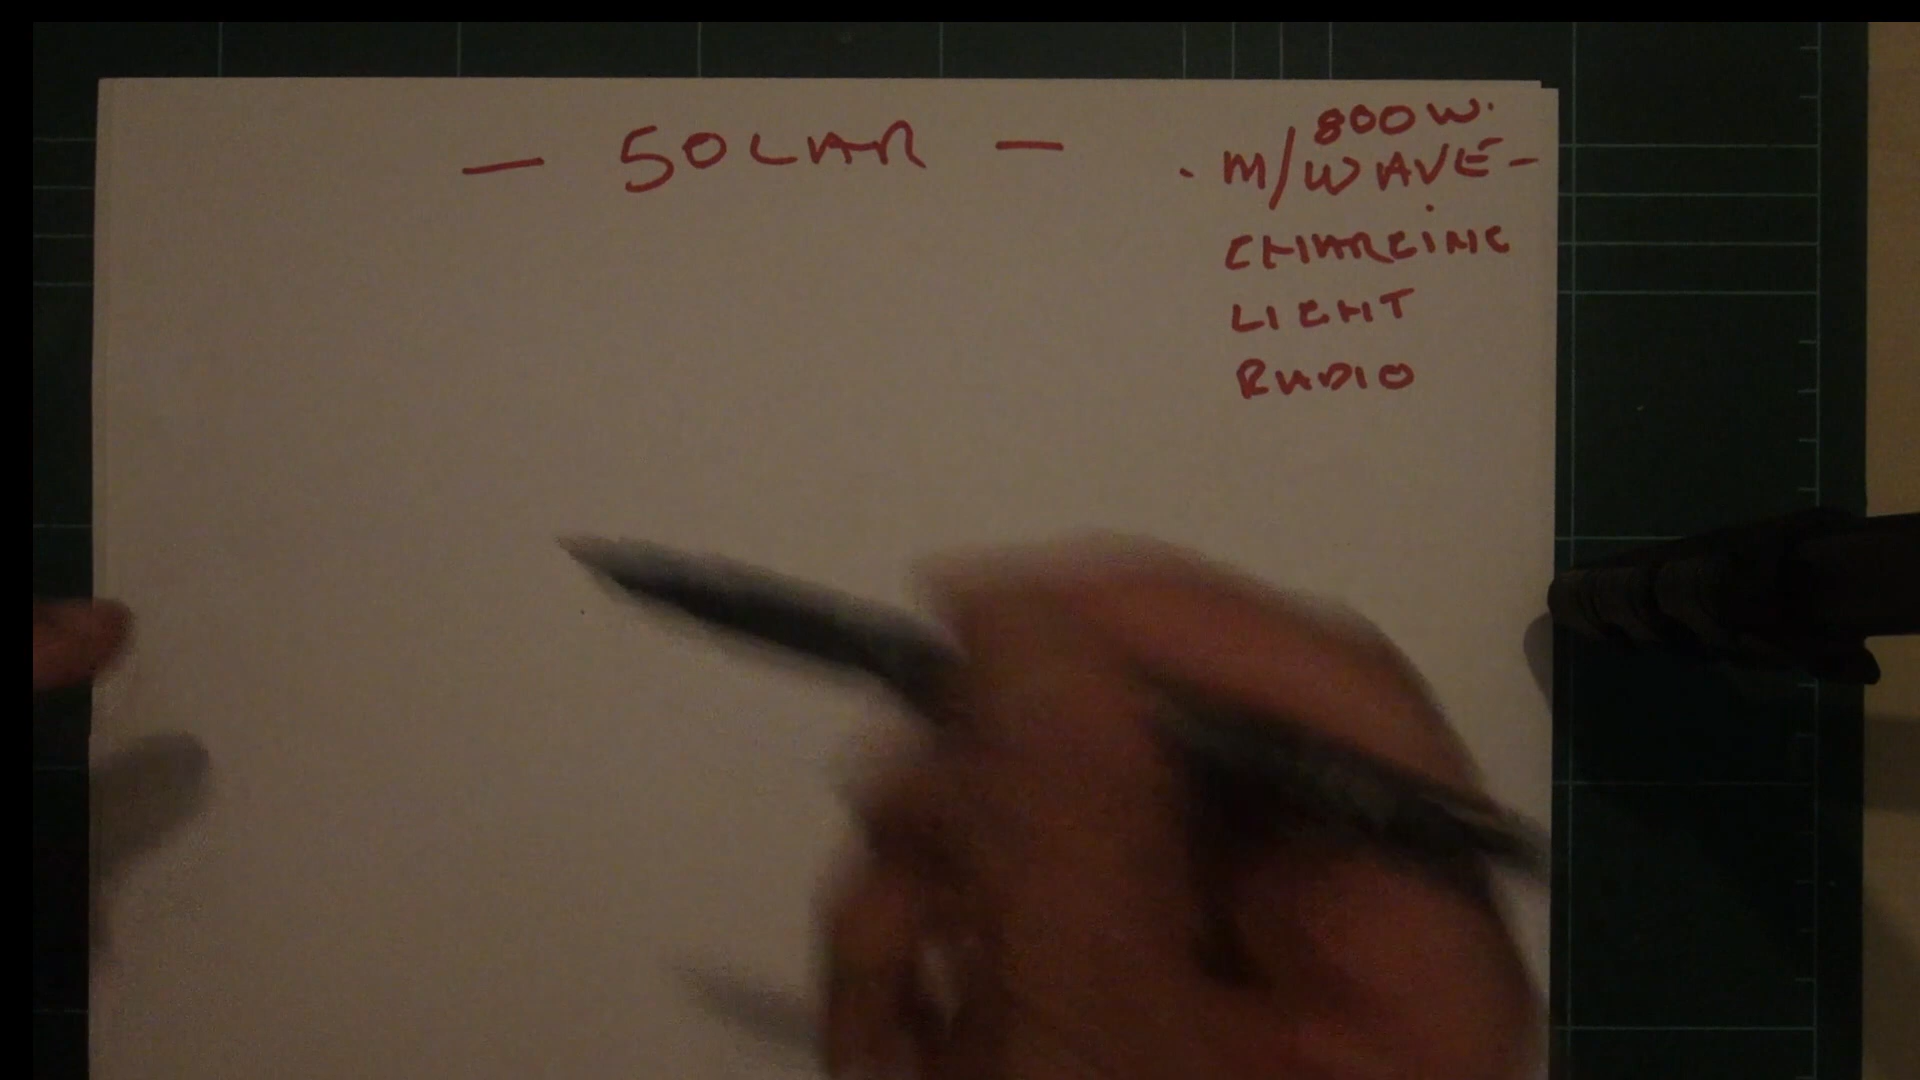 — SOLAR —
800W.
. M/WAVE -
CHARGING
LIGHT
RADIO